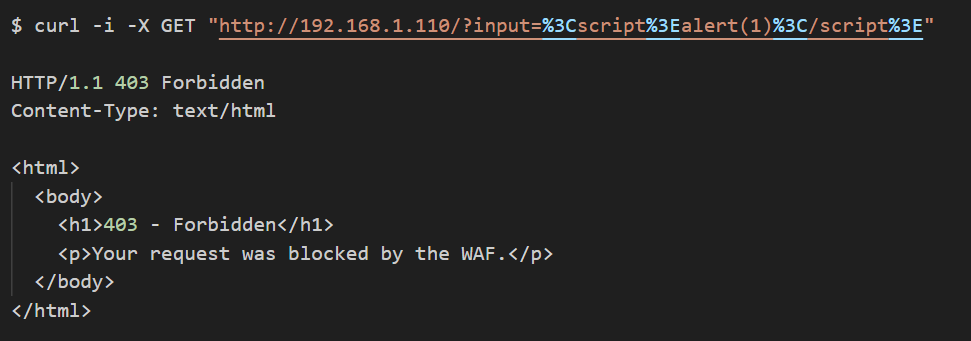 $ curl -i -X GET "http://192.168.1.110/?input=%3Cscript%3Ealert(1)%3C/script%3E"
HTTP/1.1 403 Forbidden
Content-Type: text/html
<html>
<body>
<h1>403 - Forbidden</h1>
<p>Your request was blocked by the WAF.</p>
</body>
</html>